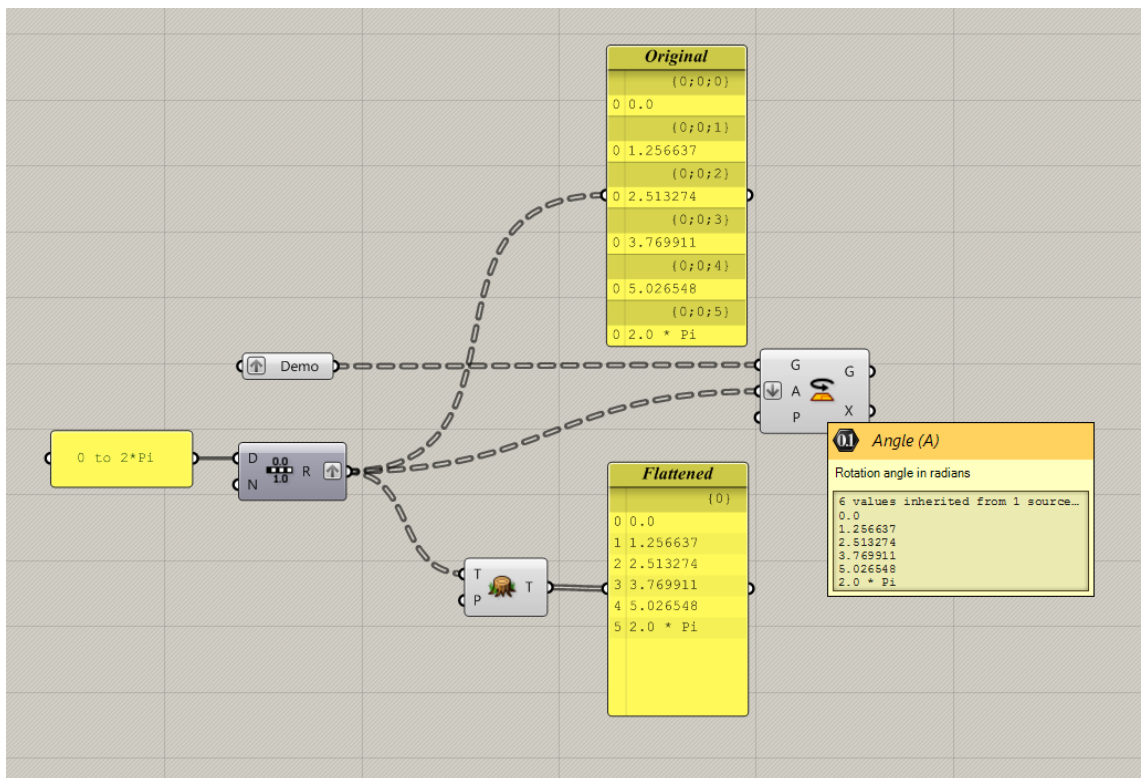 Original
{0;0;0}
0 0.0
{0;0;1}
0 1.256637
{0;0;2}
0 2.513274
{0;0;3}
0 3.769911
{0;0;4}
0 5.026548
{0;0;5}
0 2.0 * Pi
Demo
G
A
P
G
X
0.1 Angle (A)
Rotation angle in radians
6 values inherited from 1 source…
0.0
1.256637
2.513274
3.769911
5.026548
2.0 * Pi
0 to 2*Pi
D
N
0.0
1.0
R
T
P
T
Flattened
{0}
0 0.0
1 1.256637
2 2.513274
3 3.769911
4 5.026548
5 2.0 * Pi